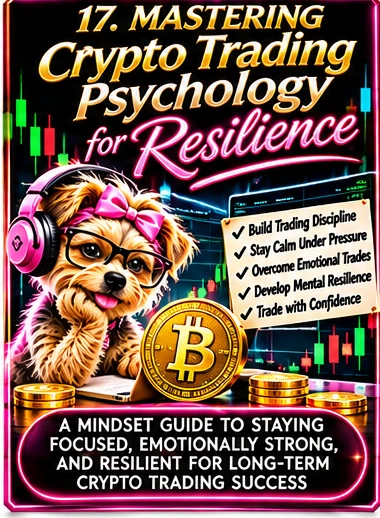 17. MASTERING
Crypto Trading
Psychology
for Resilience
✓ Build Trading Discipline
✓ Stay Calm Under Pressure
✓ Overcome Emotional Trades
✓ Develop Mental Resilience
✓ Trade with Confidence
A MINDSET GUIDE TO STAYING
FOCUSED, EMOTIONALLY STRONG,
AND RESILIENT FOR LONG-TERM
CRYPTO TRADING SUCCESS